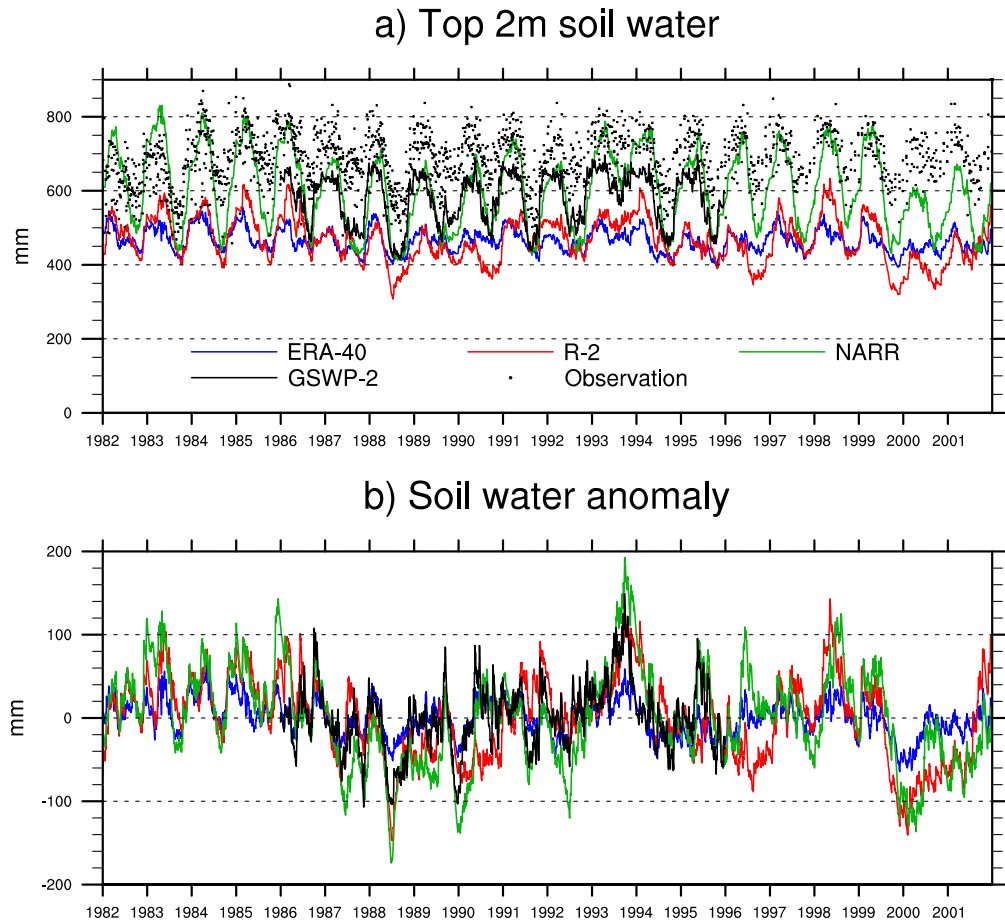 a) Top 2m soil water
800
600
mm
400
ERA-40 R-2 NARR
GSWP-2 Observation
200
0
1982 1983 1984 1985 1986 1987 1988 1989 1990 1991 1992 1993 1994 1995 1996 1997 1998 1999 2000 2001
b) Soil water anomaly
200
100
mm
0
-100
-200
1982 1983 1984 1985 1986 1987 1988 1989 1990 1991 1992 1993 1994 1995 1996 1997 1998 1999 2000 2001